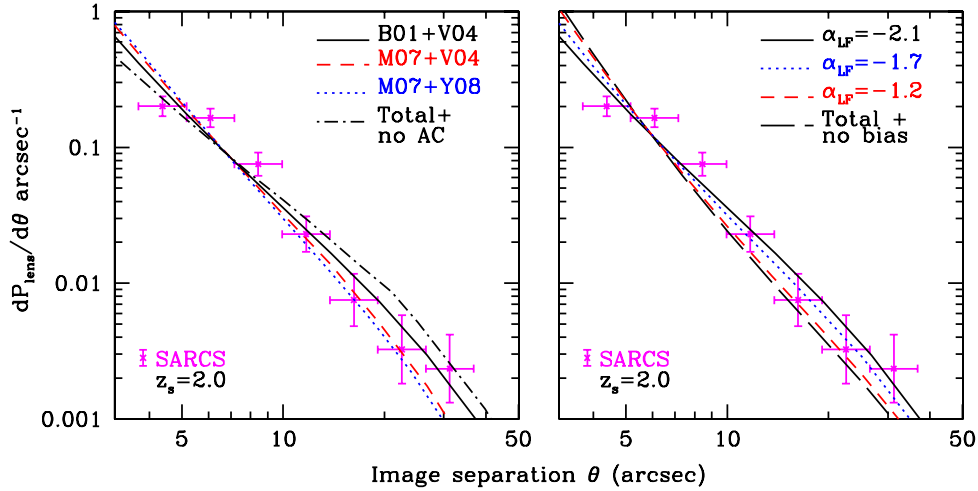 dP_lens/dθ arcsec⁻¹
1
0.1
0.01
0.001
B01+V04
M07+V04
M07+Y08
Total+
no AC
SARCS
z_s=2.0
5
10
50
α_LF=−2.1
α_LF=−1.7
α_LF=−1.2
Total +
no bias
SARCS
z_s=2.0
5
10
50
Image separation θ (arcsec)